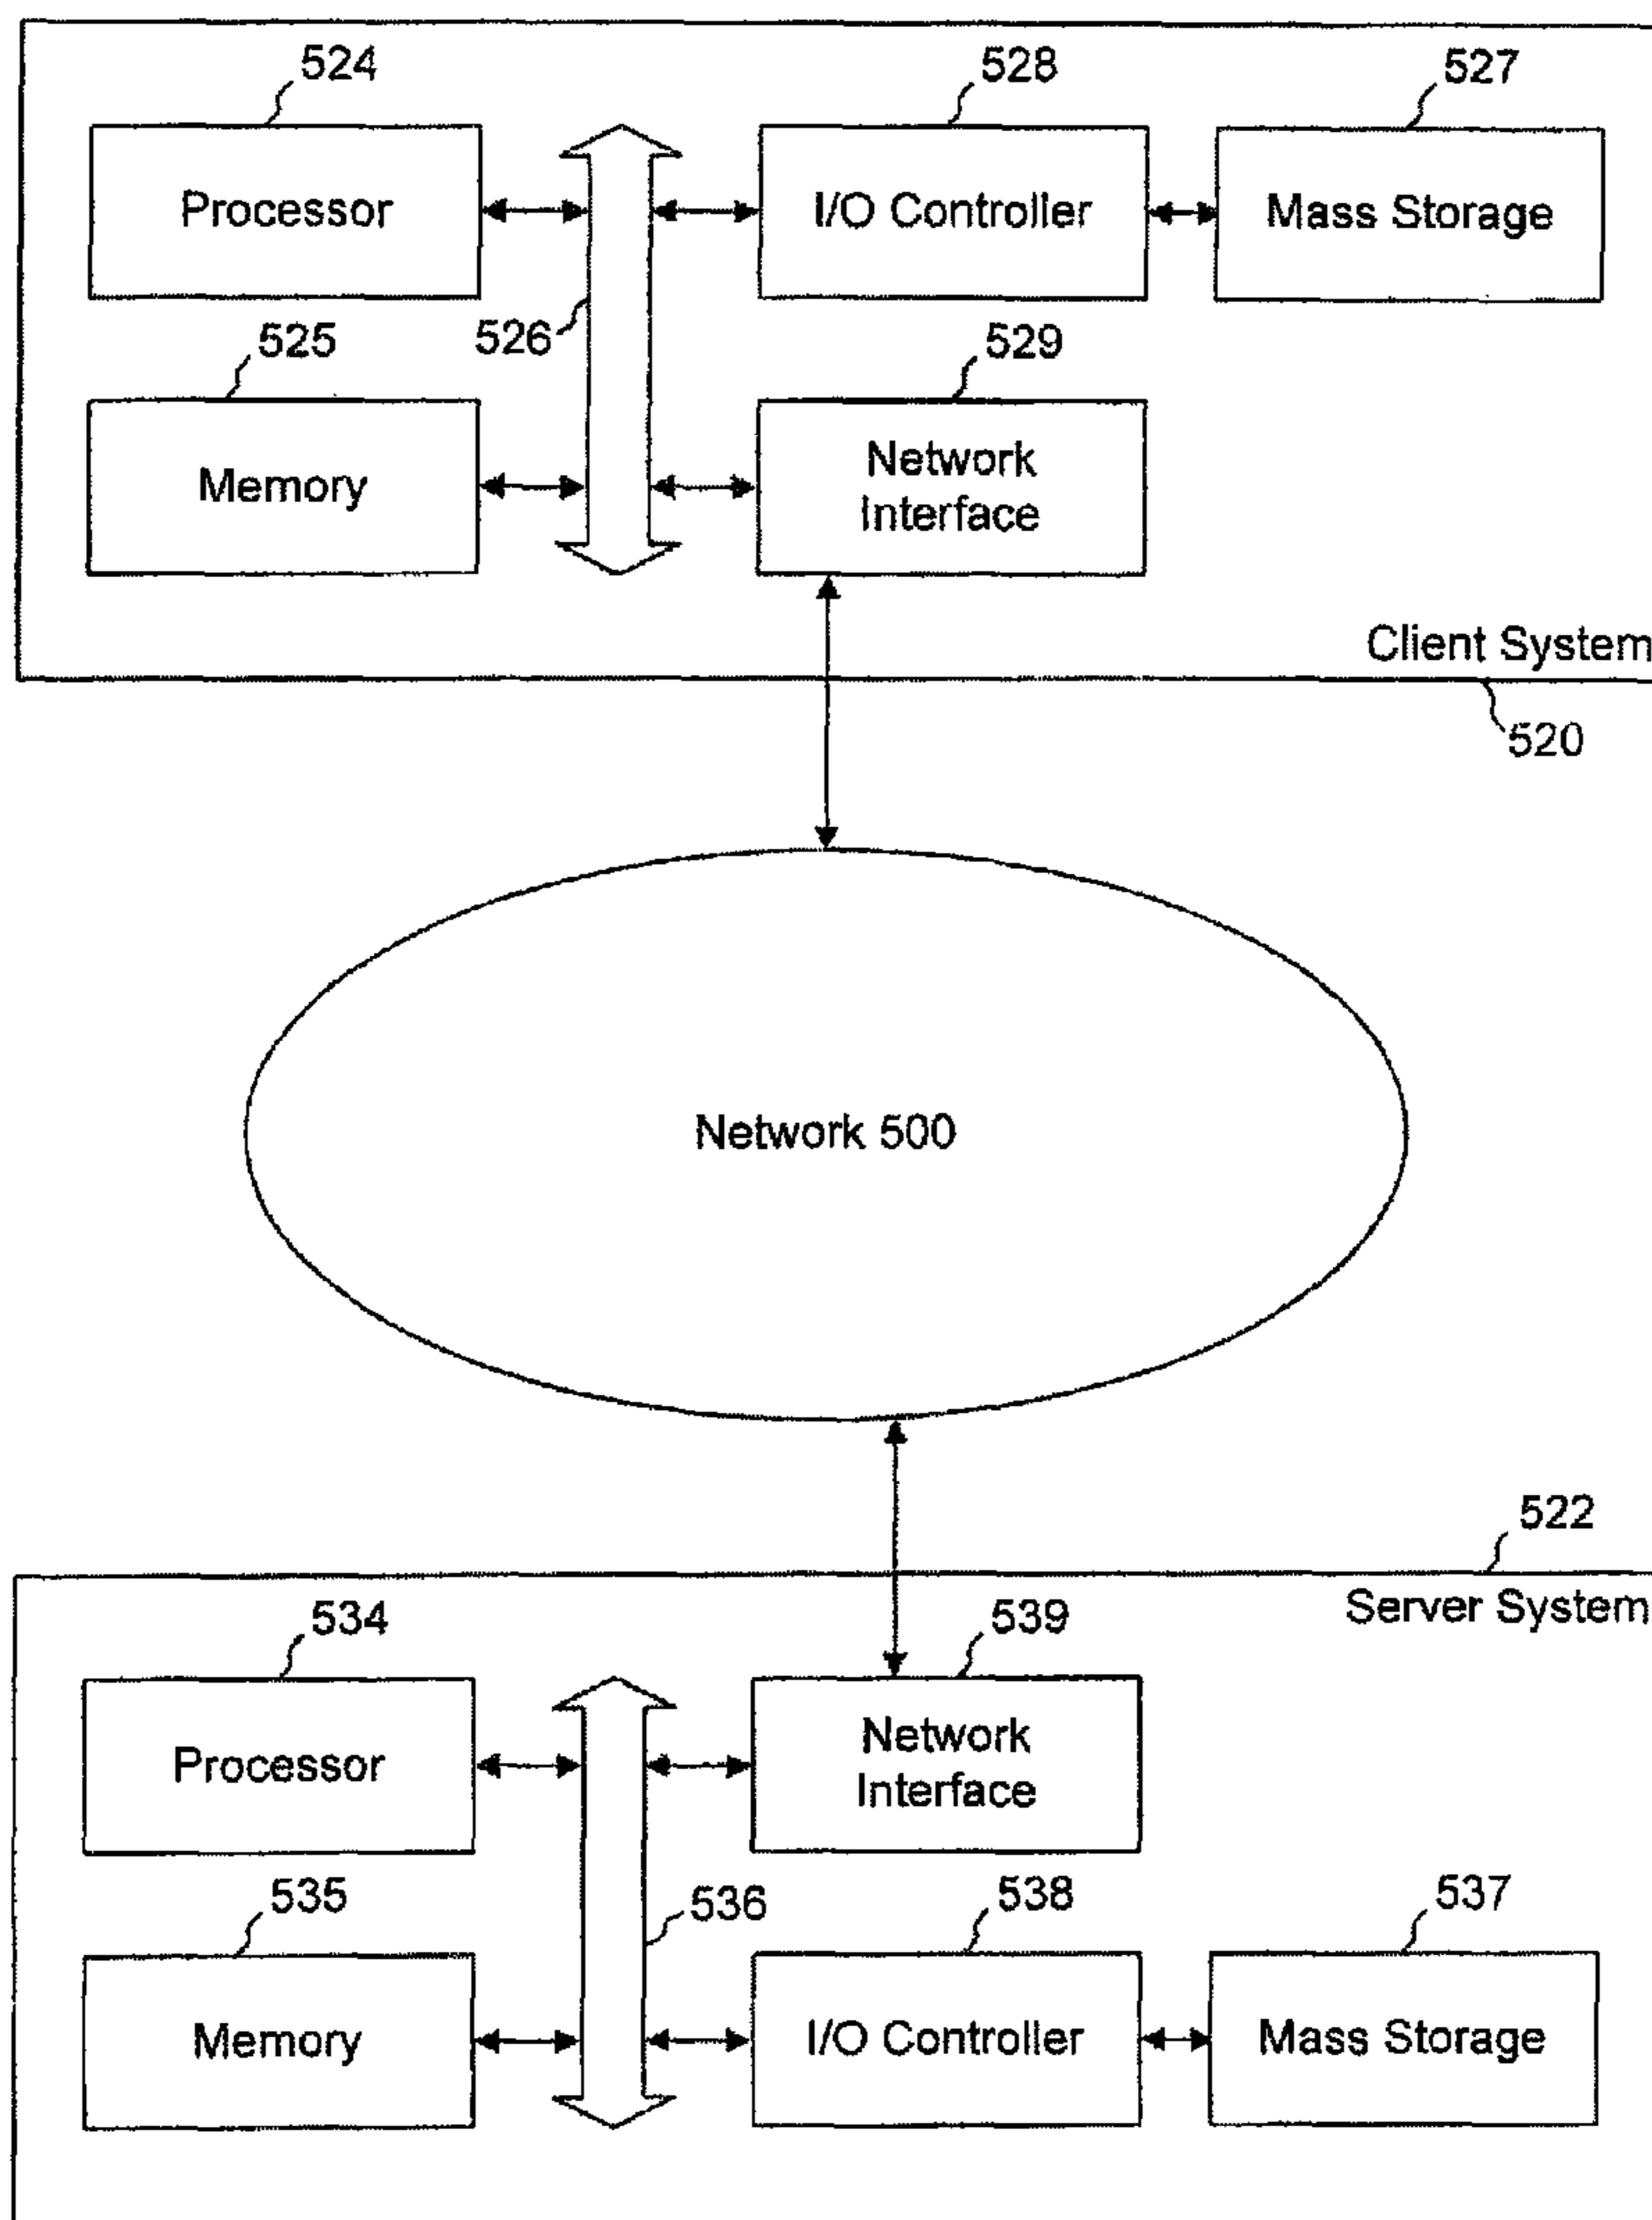 524
528
527
Processor
I/O Controller
Mass Storage
526
525
529
Memory
Network
Interface
Client System
520
Network 500
522
Server System
534
539
Processor
Network
Interface
535
536
538
537
Memory
I/O Controller
Mass Storage